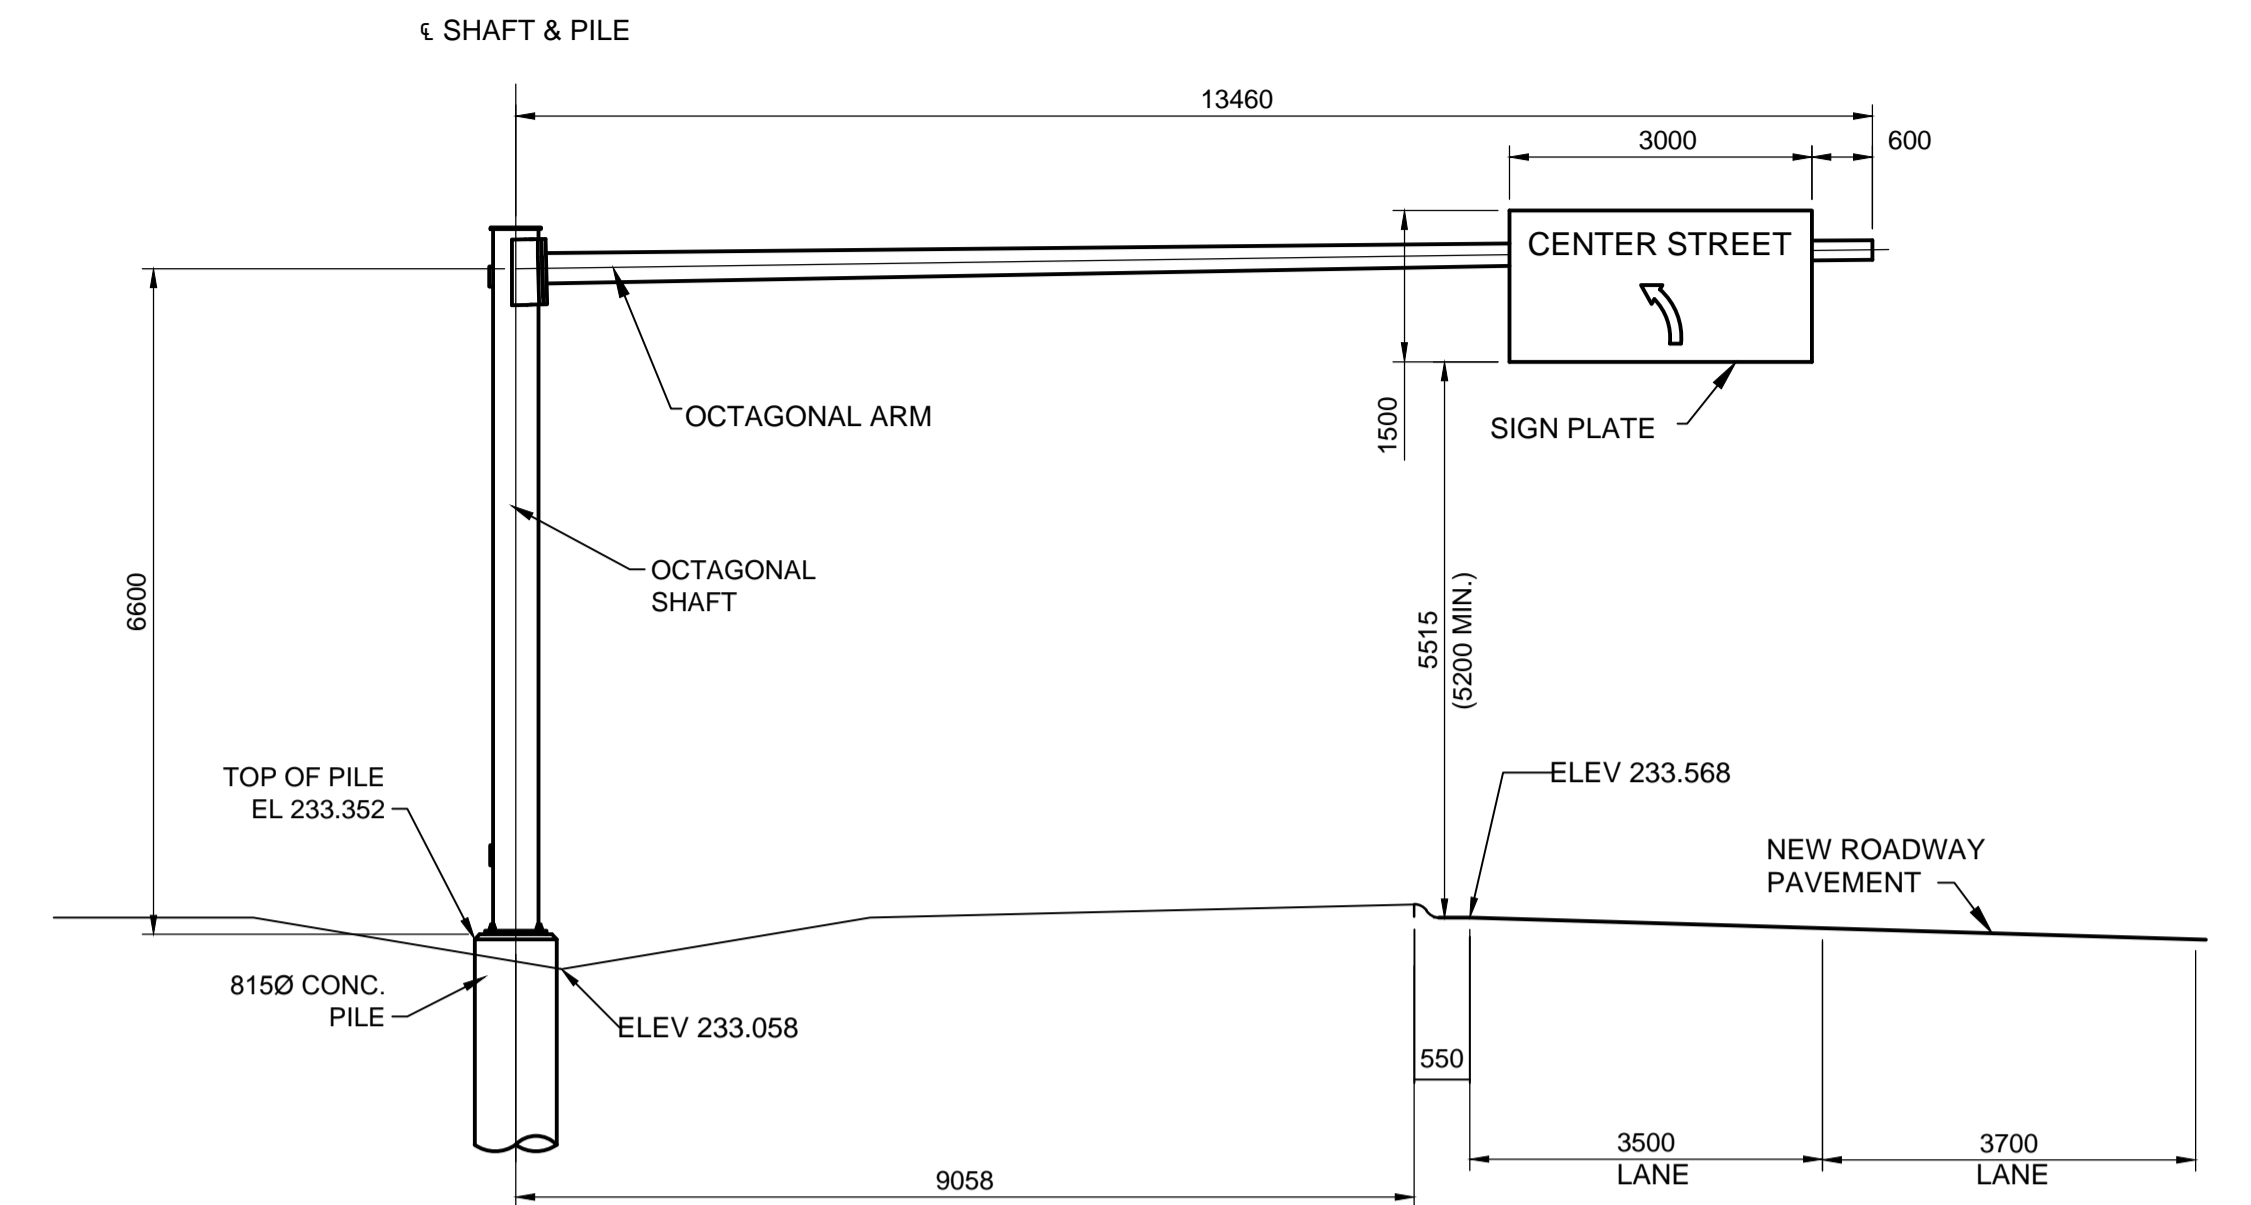 ℄ SHAFT & PILE
13460
3000
600
CENTER STREET
1500
OCTAGONAL ARM
SIGN PLATE
OCTAGONAL
SHAFT
6600
5515
(5200 MIN.)
TOP OF PILE
EL 233.352
ELEV 233.568
NEW ROADWAY
PAVEMENT
815Ø CONC.
PILE
ELEV 233.058
550
3500
LANE
3700
LANE
9058